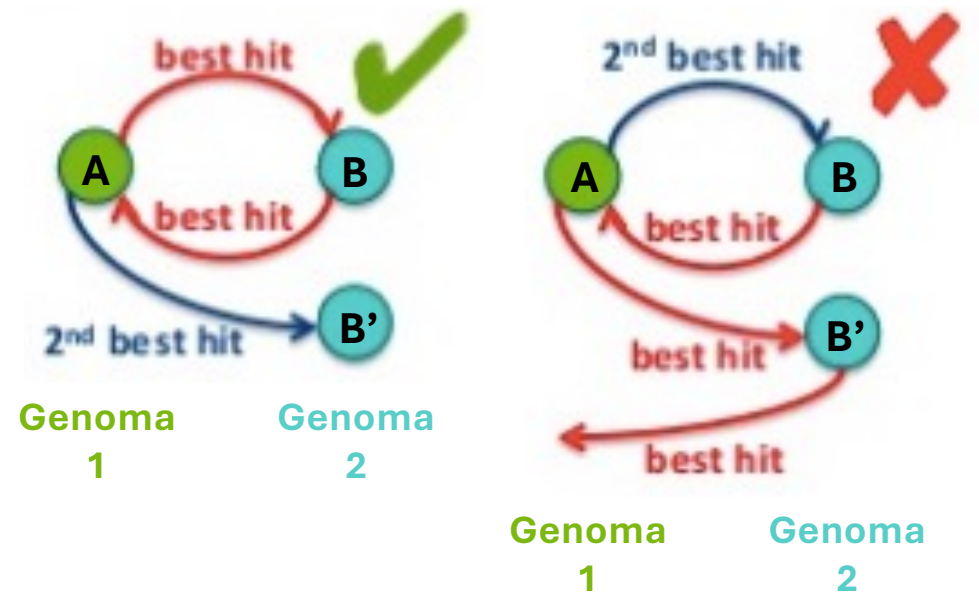 best hit
A
B
best hit
2nd best hit
B’
Genoma
1
Genoma
2
2nd best hit
A
B
best hit
best hit
B’
best hit
Genoma
1
Genoma
2